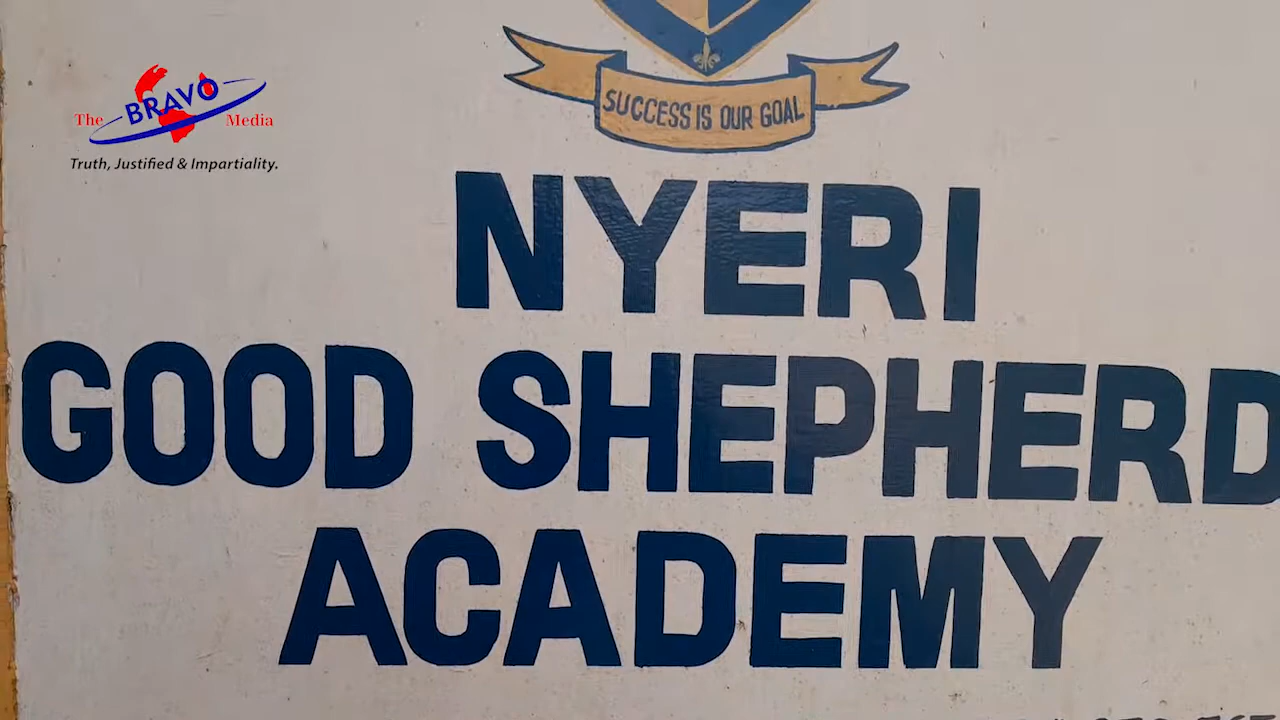 The BRAVO Media
Truth, Justified & Impartiality.
SUCCESS IS OUR GOAL
NYERI
GOOD SHEPHERD
ACADEMY